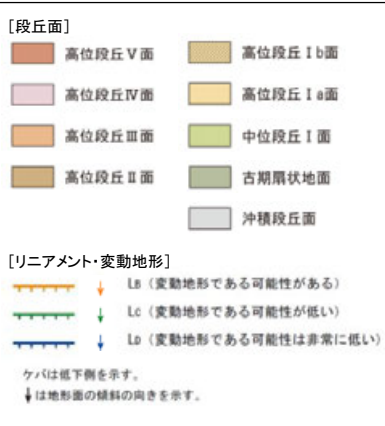 [段丘面]
高位段丘Ⅴ面
高位段丘Ⅰb面
高位段丘Ⅳ面
高位段丘Ⅰa面
高位段丘Ⅲ面
中位段丘Ⅰ面
高位段丘Ⅱ面
古期扇状地面
沖積段丘面
[リニアメント・変動地形]
LB（変動地形である可能性がある）
LC（変動地形である可能性が低い）
LD（変動地形である可能性は非常に低い）
ケバは低下側を示す。
↓は地形面の傾斜の向きを示す。